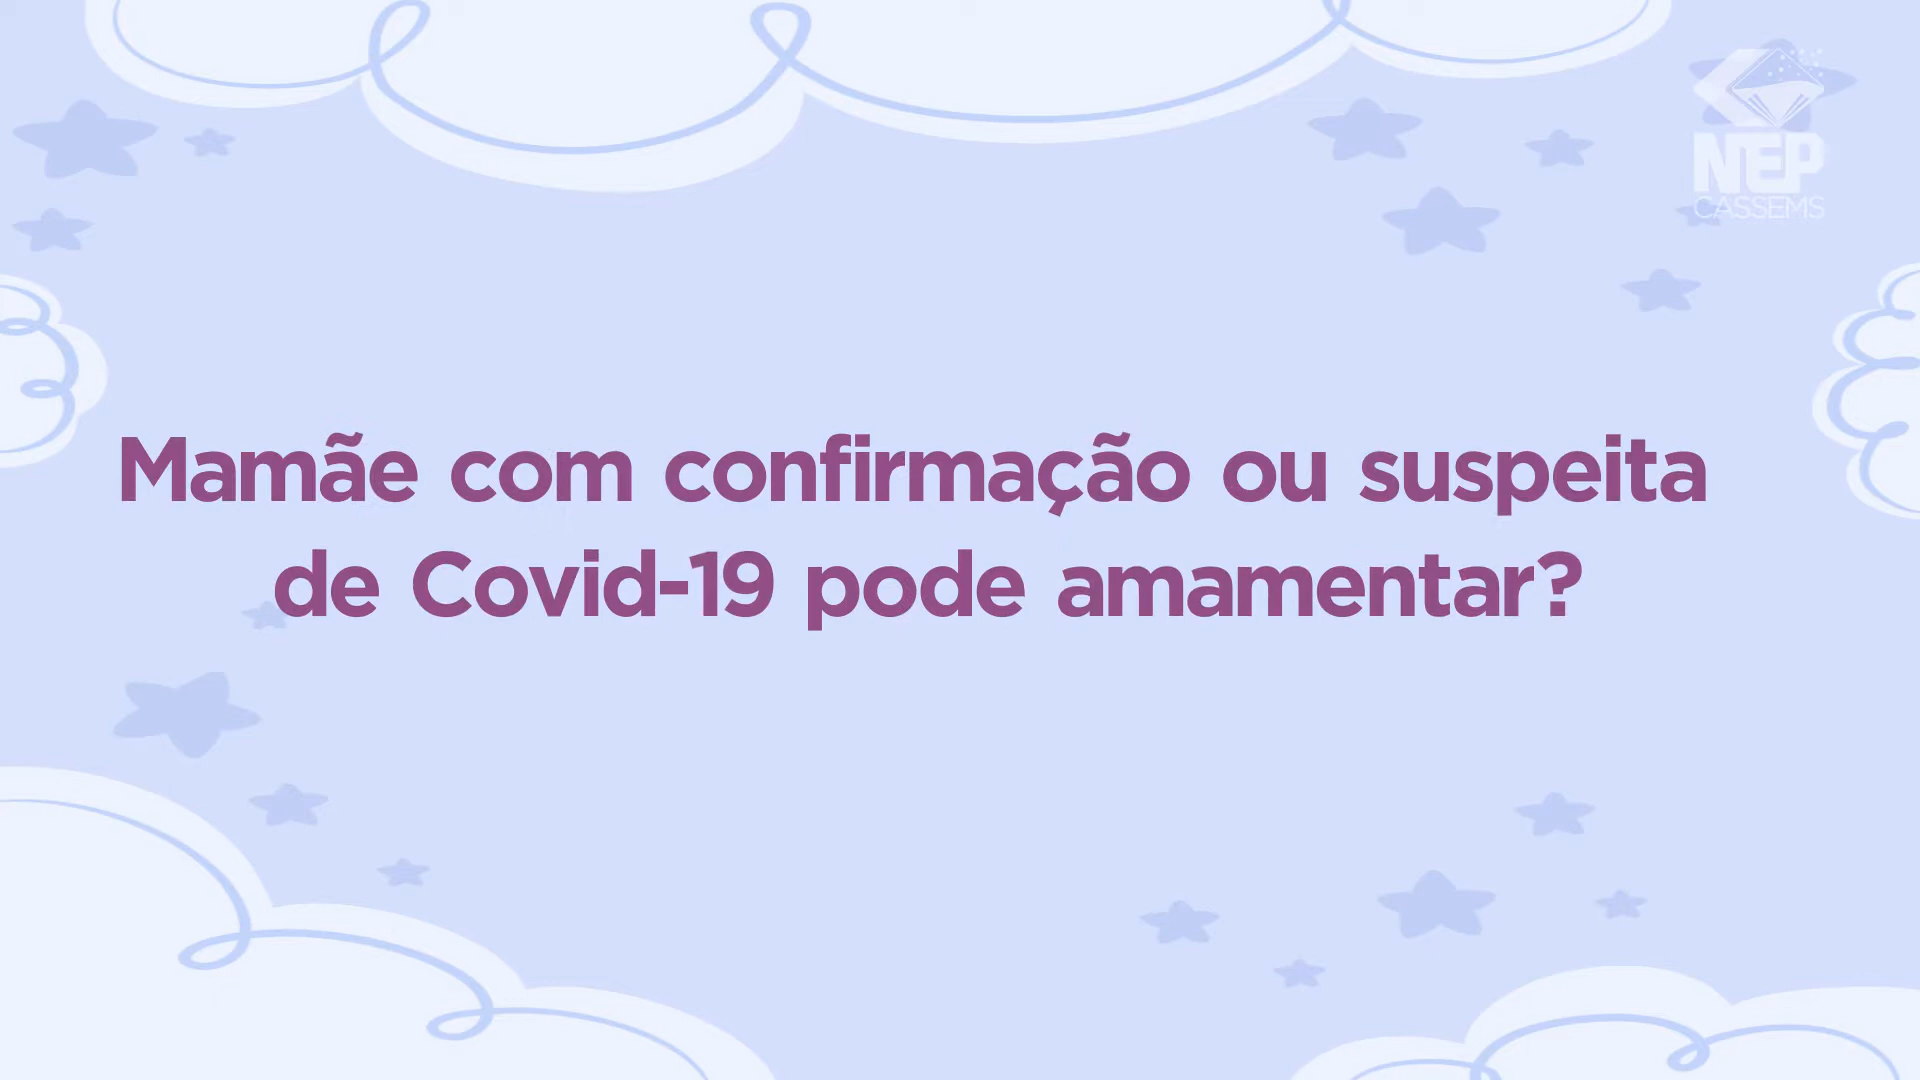 NEP
CASSEMS
Mamãe com confirmação ou suspeita
de Covid-19 pode amamentar?